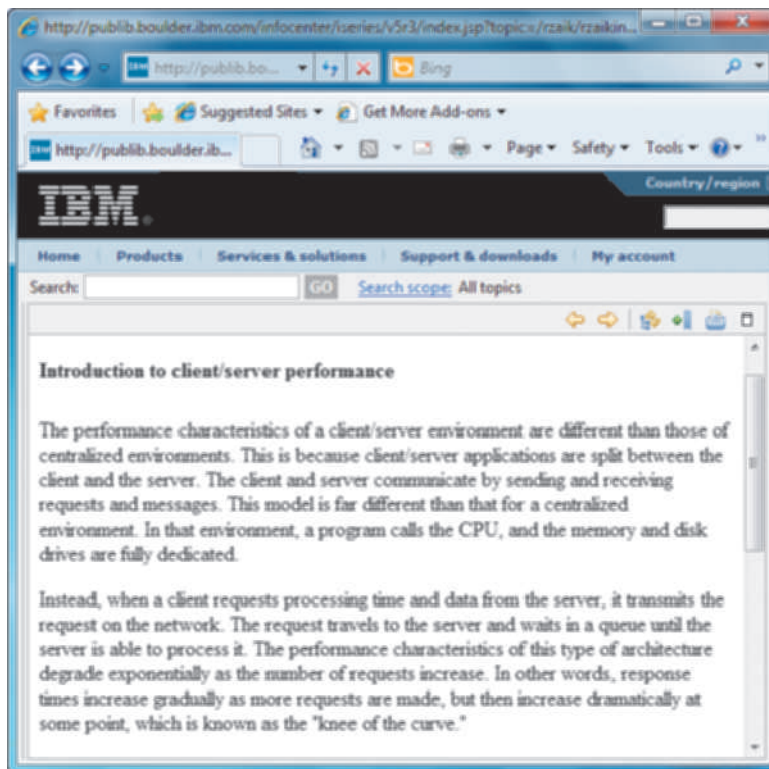 http://publib.boulder.ibm.com/infocenter/iseries/v5r3/index.jsp?topic=/rzaik/rzaikin...
http://publib.bo... Bing
Favorites Suggested Sites Get More Add-ons
http://publib.boulder.ib... Page Safety Tools
Country/region
IBM
Home Products Services & solutions Support & downloads My account
Search: GO Search scope: All topics
Introduction to client/server performance
The performance characteristics of a client/server environment are different than those of
centralized environments. This is because client/server applications are split between the
client and the server. The client and server communicate by sending and receiving
requests and messages. This model is far different than that for a centralized
environment. In that environment, a program calls the CPU, and the memory and disk
drives are fully dedicated.
Instead, when a client requests processing time and data from the server, it transmits the
request on the network. The request travels to the server and waits in a queue until the
server is able to process it. The performance characteristics of this type of architecture
degrade exponentially as the number of requests increase. In other words, response
times increase gradually as more requests are made, but then increase dramatically at
some point, which is known as the "knee of the curve."